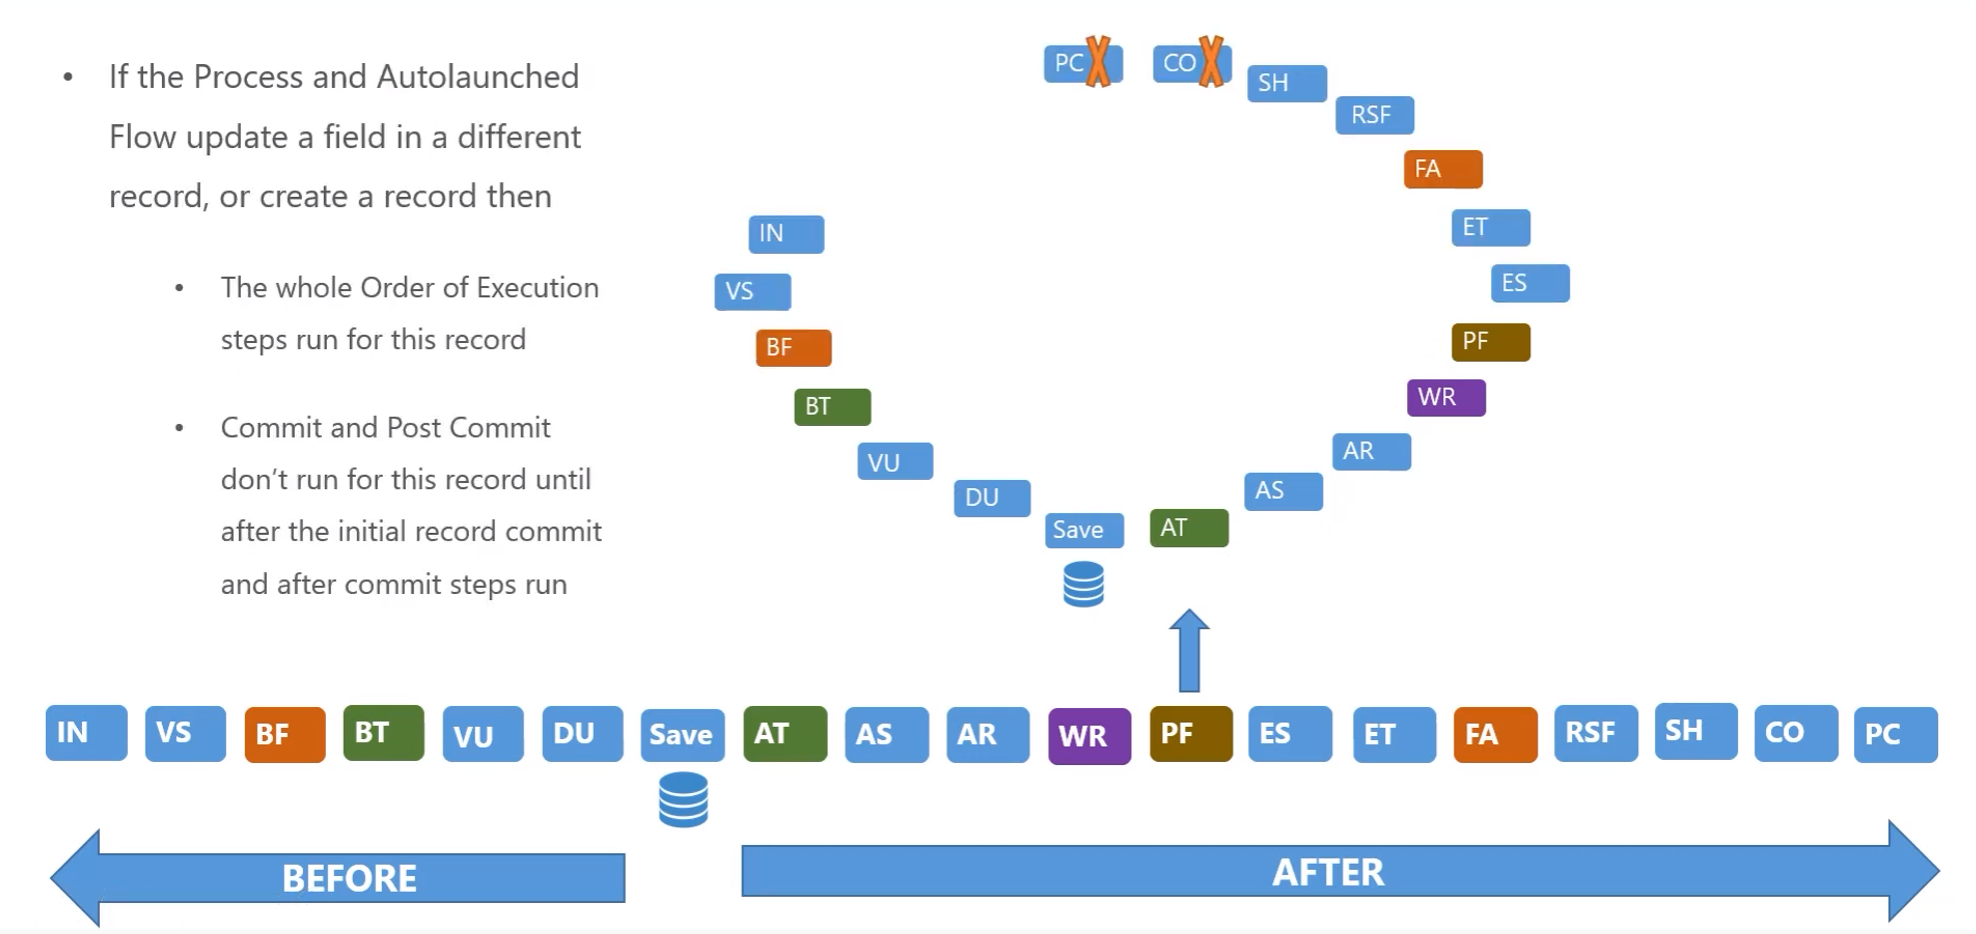 • If the Process and Autolaunched
Flow update a field in a different
record, or create a record then
• The whole Order of Execution
steps run for this record
• Commit and Post Commit
don’t run for this record until
after the initial record commit
and after commit steps run
PC
CO
SH
RSF
FA
ET
ES
PF
WR
AR
AS
AT
IN
VS
BF
BT
VU
DU
Save
IN VS BF BT VU DU Save AT AS AR WR PF ES ET FA RSF SH CO PC
BEFORE
AFTER